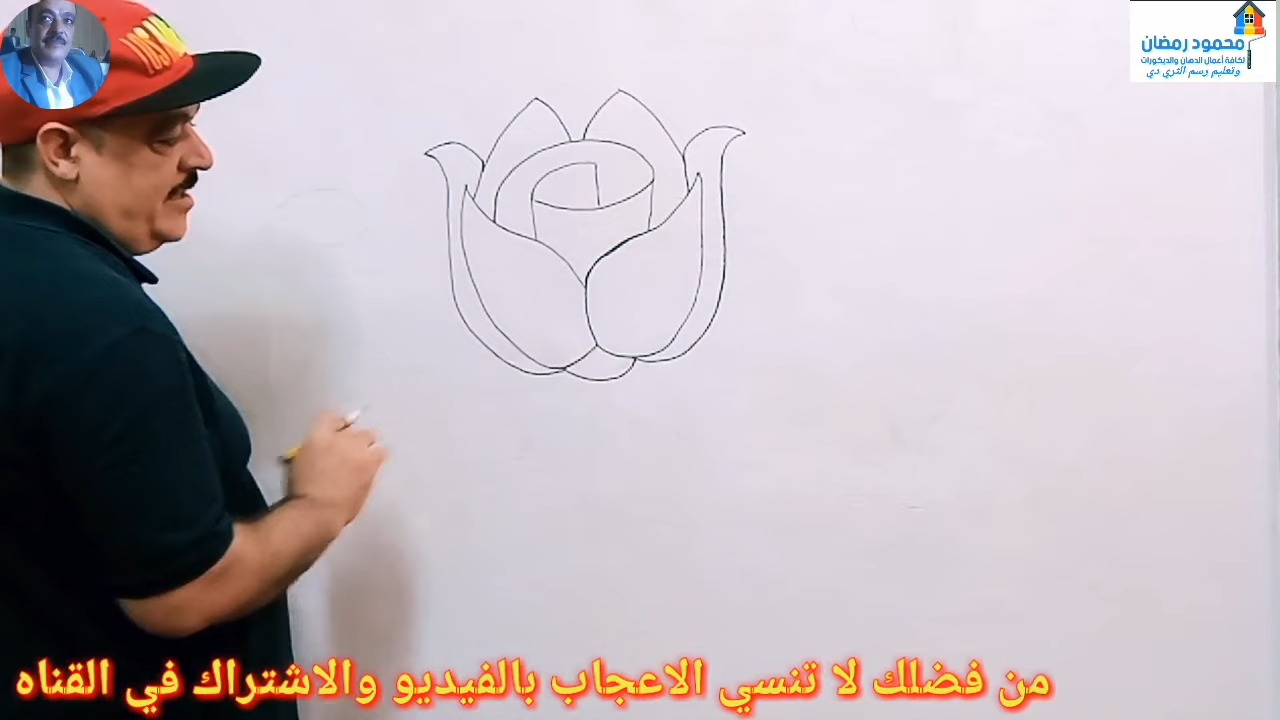 محمود رمضان
لكافة أعمال الدهان والديكورات
وتعليم رسم الثري دي
من فضلك لا تنسي الاعجاب بالفيديو والاشتراك في القناه